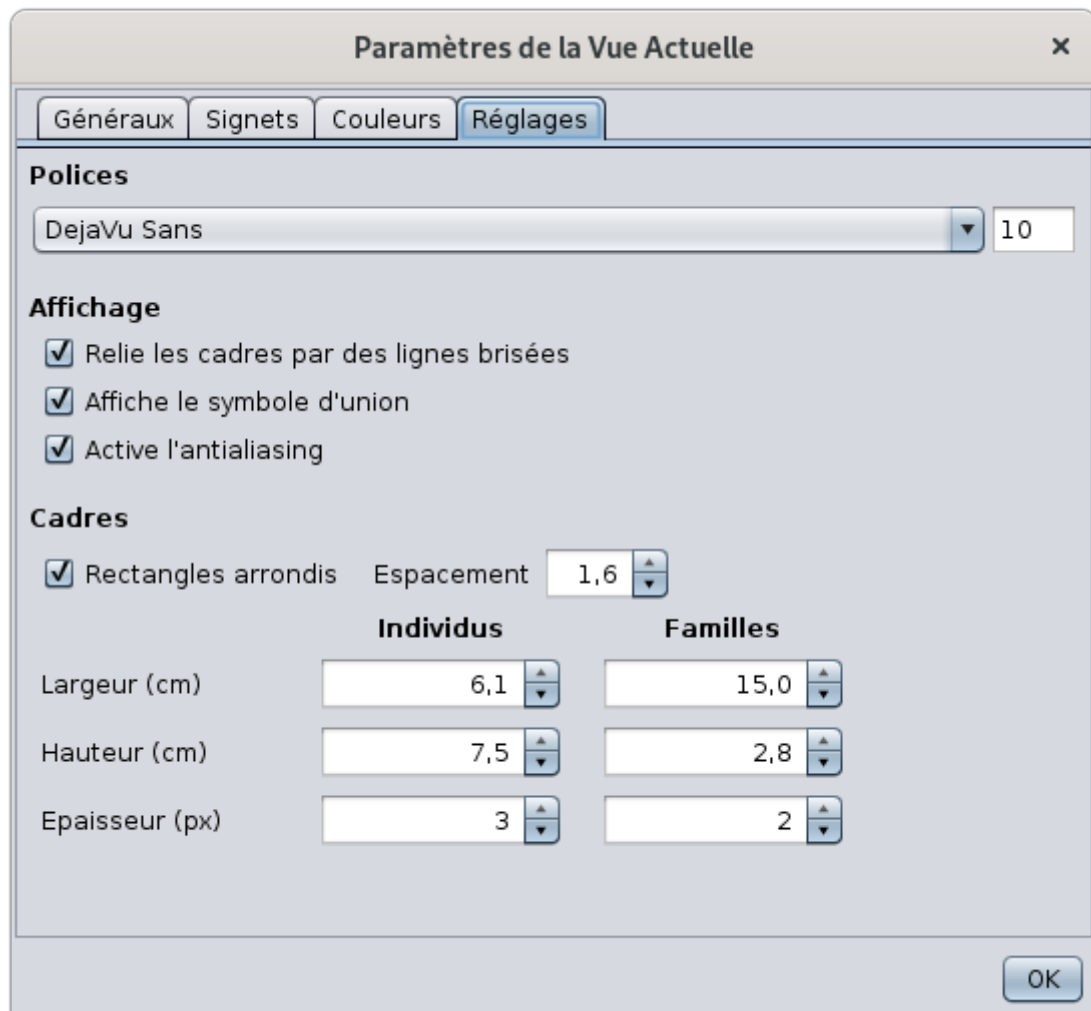 Paramètres de la Vue Actuelle ×
Généraux Signets Couleurs Réglages
Polices
DejaVu Sans 10
Affichage
Relie les cadres par des lignes brisées
Affiche le symbole d'union
Active l'antialiasing
Cadres
Rectangles arrondis Espacement 1,6
Individus Familles
Largeur (cm) 6,1 15,0
Hauteur (cm) 7,5 2,8
Epaisseur (px) 3 2
OK